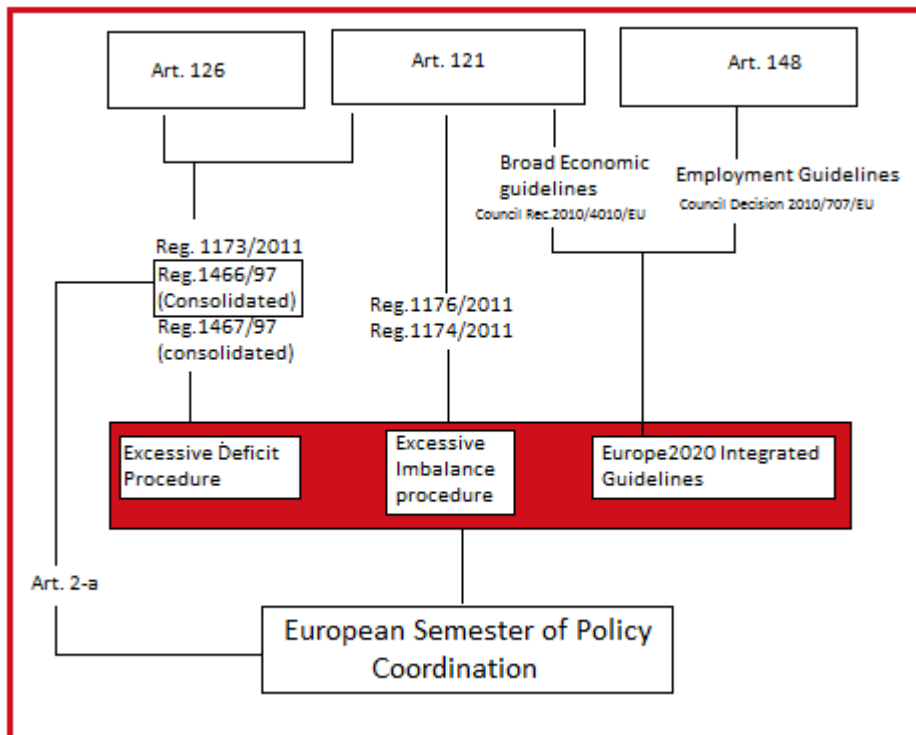 Art. 126
Art. 121
Art. 148
Broad Economic
guidelines
Council Rec.2010/4010/EU
Employment Guidelines
Council Decision 2010/707/EU
Reg. 1173/2011
Reg.1466/97
(Consolidated)
Reg.1467/97
(consolidated)
Reg.1176/2011
Reg.1174/2011
Excessive Deficit
Procedure
Excessive
Imbalance
procedure
Europe2020 Integrated
Guidelines
Art. 2-a
European Semester of Policy
Coordination